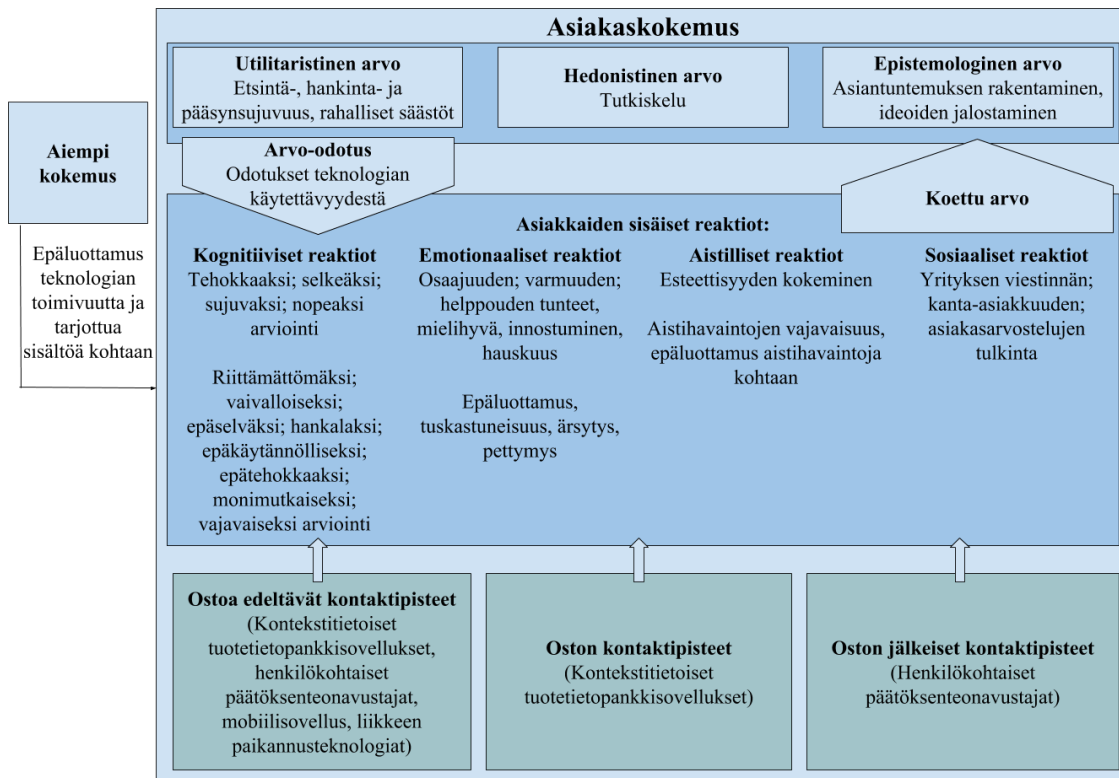 Asiakaskokemus
Utilitaristinen arvo
Etsintä-, hankinta- ja
pääsynsujuvuus, rahalliset säästöt
Hedonistinen arvo
Tutkiskelu
Epistemologinen arvo
Asiantuntemuksen rakentaminen,
ideoiden jalostaminen
Aiempi
kokemus
Epäluottamus
teknologian
toimivuutta ja
tarjottua
sisältöä kohtaan
Arvo-odotus
Odotukset teknologian
käytettävyydestä
Koettu arvo
Asiakkaiden sisäiset reaktiot:
Kognitiiviset reaktiot
Tehokkaaksi; selkeäksi;
sujuvaksi; nopeaksi
arviointi
Riittämättömäksi;
vaivalloiseksi;
epäselväksi; hankalaksi;
epäkäytännölliseksi;
epätehokkaaksi;
monimutkaiseksi;
vajavaiseksi arviointi
Emotionaaliset reaktiot
Osaajuuden; varmuuden;
helppouden tunteet,
mielihyvä, innostuminen,
hauskuus
Epäluottamus,
tuskastuneisuus, ärsytys,
pettymys
Aistilliset reaktiot
Esteettisyyden kokeminen
Aistihavaintojen vajavaisuus,
epäluottamus aistihavaintoja
kohtaan
Sosiaaliset reaktiot
Yrityksen viestinnän;
kanta-asiakkuuden;
asiakasarvostelujen
tulkinta
Ostoa edeltävät kontaktipisteet
(Kontekstitietoiset
tuotetietopankkisovellukset,
henkilökohtaiset
päätöksenteonavustajat,
mobiilisovellus, liikkeen
paikannusteknologiat)
Oston kontaktipisteet
(Kontekstitietoiset
tuotetietopankkisovellukset)
Oston jälkeiset kontaktipisteet
(Henkilökohtaiset
päätöksenteonavustajat)